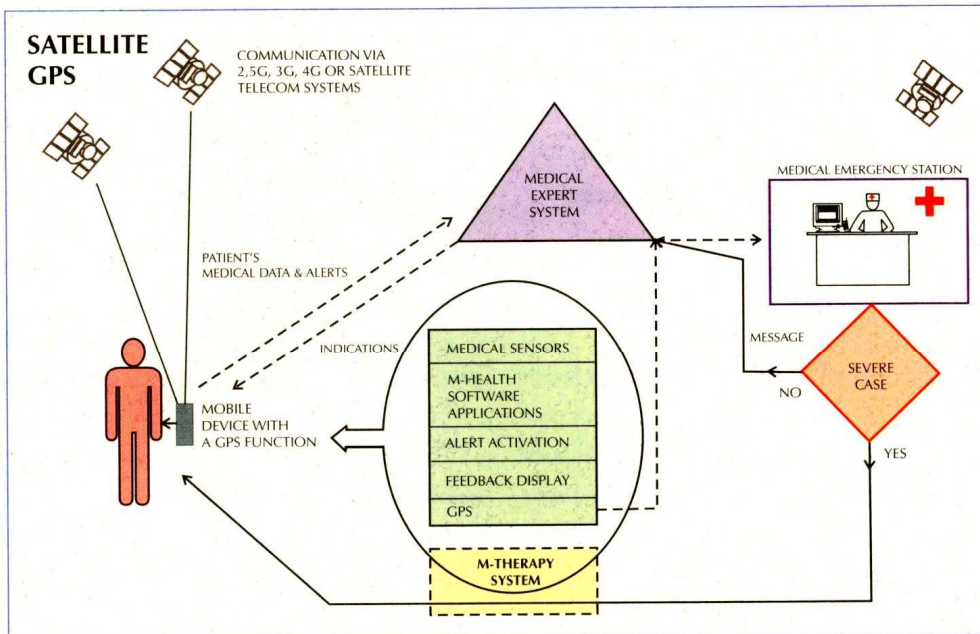 SATELLITE
GPS
COMMUNICATION VIA
2,5G, 3G, 4G OR SATELLITE
TELECOM SYSTEMS
MEDICAL
EXPERT
SYSTEM
MEDICAL EMERGENCY STATION
PATIENT'S
MEDICAL DATA & ALERTS
INDICATIONS
MESSAGE
SEVERE
CASE
NO
YES
MOBILE
DEVICE WITH
A GPS FUNCTION
MEDICAL SENSORS
M-HEALTH
SOFTWARE
APPLICATIONS
ALERT ACTIVATION
FEEDBACK DISPLAY
GPS
M-THERAPY
SYSTEM